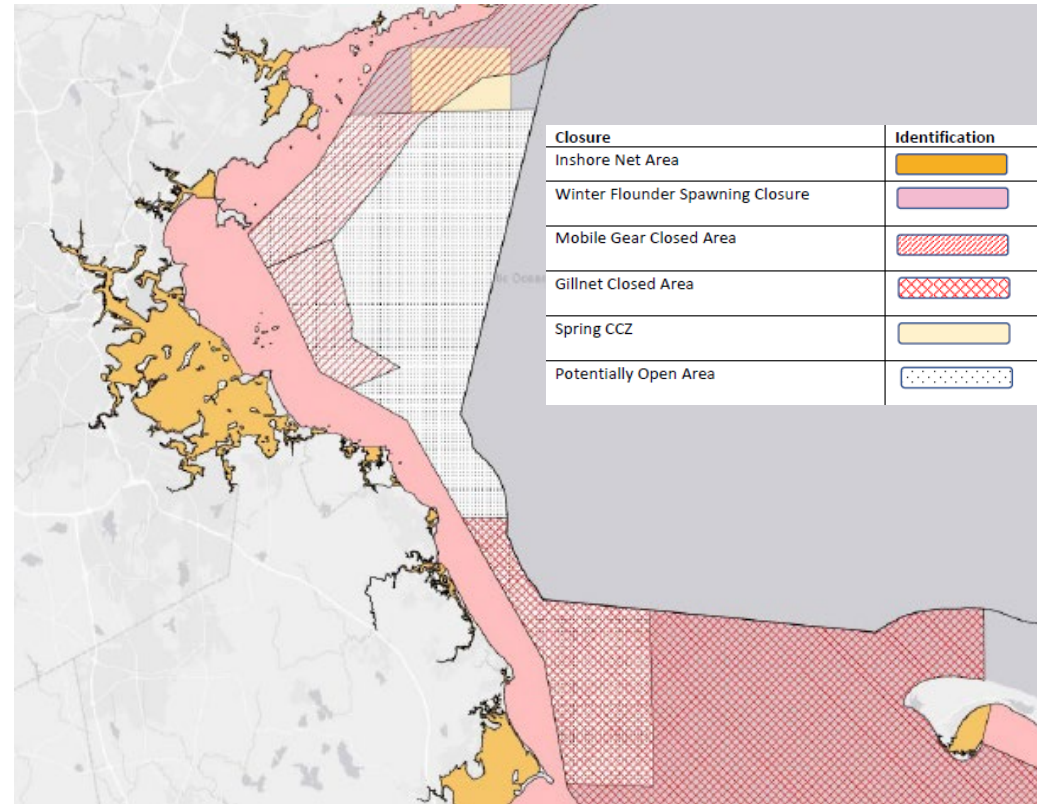 Closure Identification
Inshore Net Area
Winter Flounder Spawning Closure
Mobile Gear Closed Area
Gillnet Closed Area
Spring CCZ
Potentially Open Area